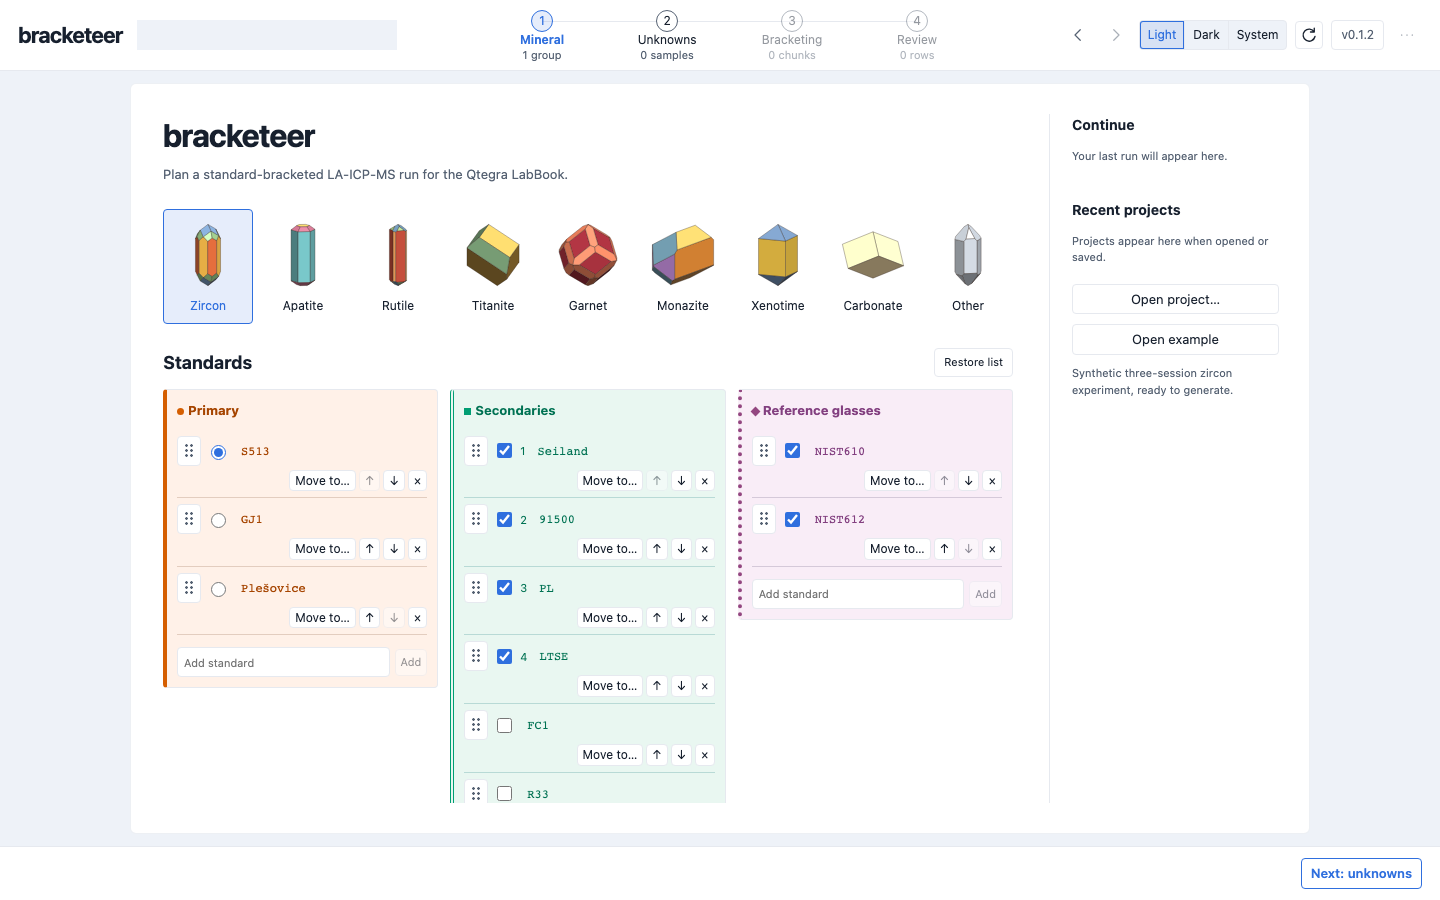 bracketeer
1
Mineral
1 group
2
Unknowns
0 samples
3
Bracketing
0 chunks
4
Review
0 rows
Light
Dark
System
v0.1.2
bracketeer
Plan a standard-bracketed LA-ICP-MS run for the Qtegra LabBook.
Zircon
Apatite
Rutile
Titanite
Garnet
Monazite
Xenotime
Carbonate
Other
Standards
Restore list
Primary
S513
Move to... ↑ ↓ ×
GJ1
Move to... ↑ ↓ ×
Plešovice
Move to... ↑ ↓ ×
Add standard
Add
Secondaries
1 Seiland
Move to... ↑ ↓ ×
2 91500
Move to... ↑ ↓ ×
3 PL
Move to... ↑ ↓ ×
4 LTSE
Move to... ↑ ↓ ×
FC1
Move to... ↑ ↓ ×
R33
Reference glasses
NIST610
Move to... ↑ ↓ ×
NIST612
Move to... ↑ ↓ ×
Add standard
Add
Continue
Your last run will appear here.
Recent projects
Projects appear here when opened or
saved.
Open project...
Open example
Synthetic three-session zircon
experiment, ready to generate.
Next: unknowns